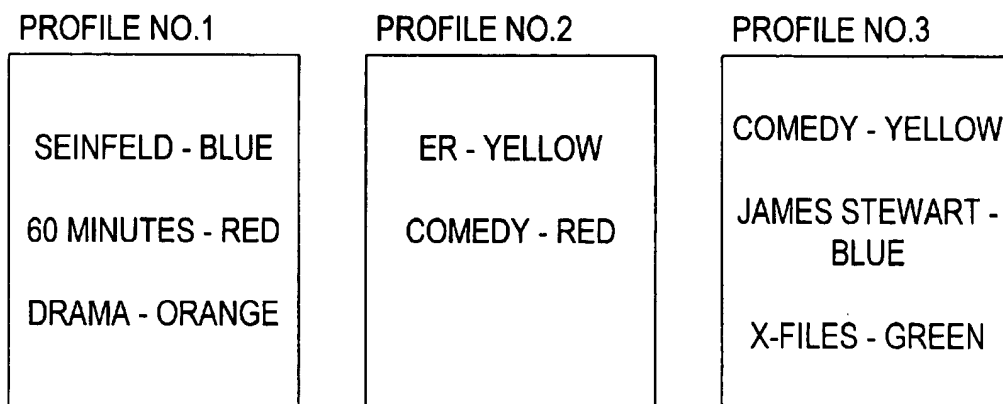 PROFILE NO.1
SEINFELD - BLUE
60 MINUTES - RED
DRAMA - ORANGE
PROFILE NO.2
ER - YELLOW
COMEDY - RED
PROFILE NO.3
COMEDY - YELLOW
JAMES STEWART -
BLUE
X-FILES - GREEN